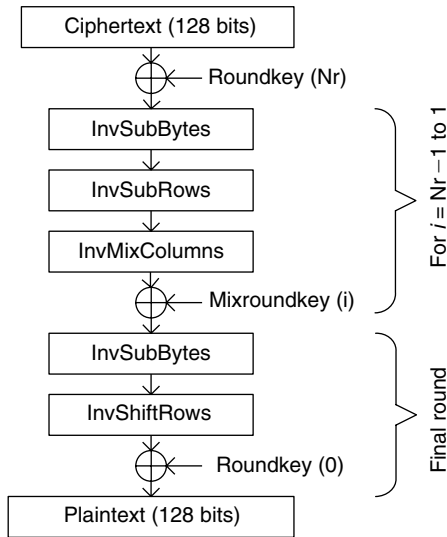 Ciphertext (128 bits)
Roundkey (Nr)
InvSubBytes
InvSubRows
InvMixColumns
Mixroundkey (i)
For i = Nr – 1 to 1
InvSubBytes
InvShiftRows
Roundkey (0)
Final round
Plaintext (128 bits)